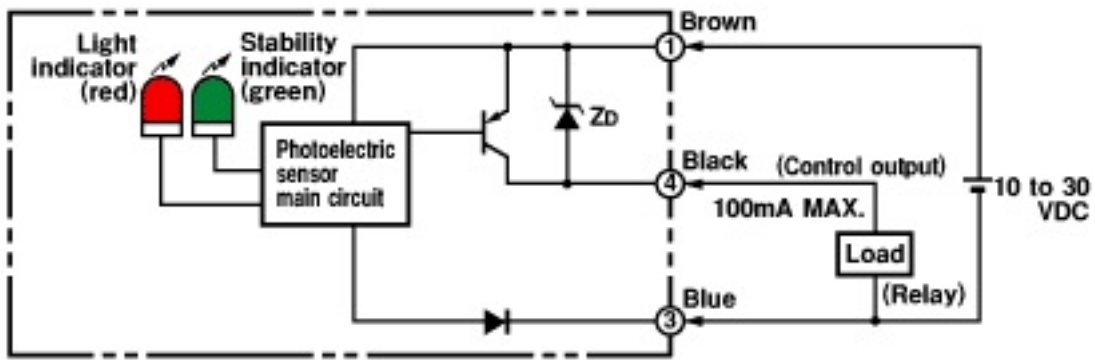 Light
indicator
(red)
Stability
indicator
(green)
Photoelectric
sensor
main circuit
ZD
1
Brown
4
Black
(Control output)
100mA MAX.
10 to 30
VDC
Load
(Relay)
3
Blue